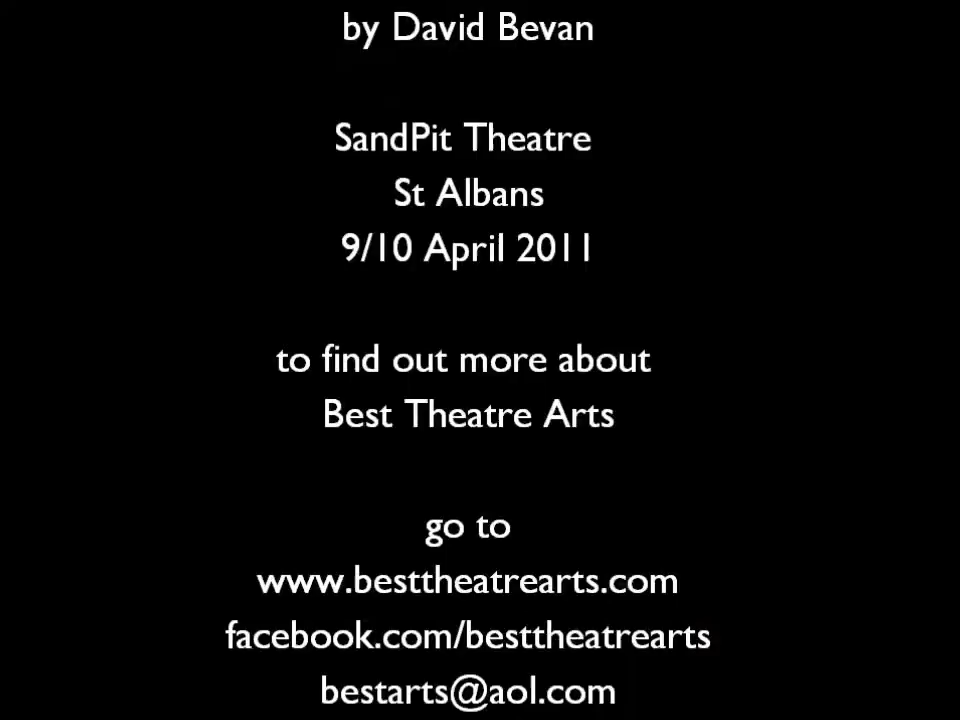 by David Bevan
SandPit Theatre
St Albans
9/10 April 2011
to find out more about
Best Theatre Arts
go to
www.besttheatrearts.com
facebook.com/besttheatrearts
bestarts@aol.com